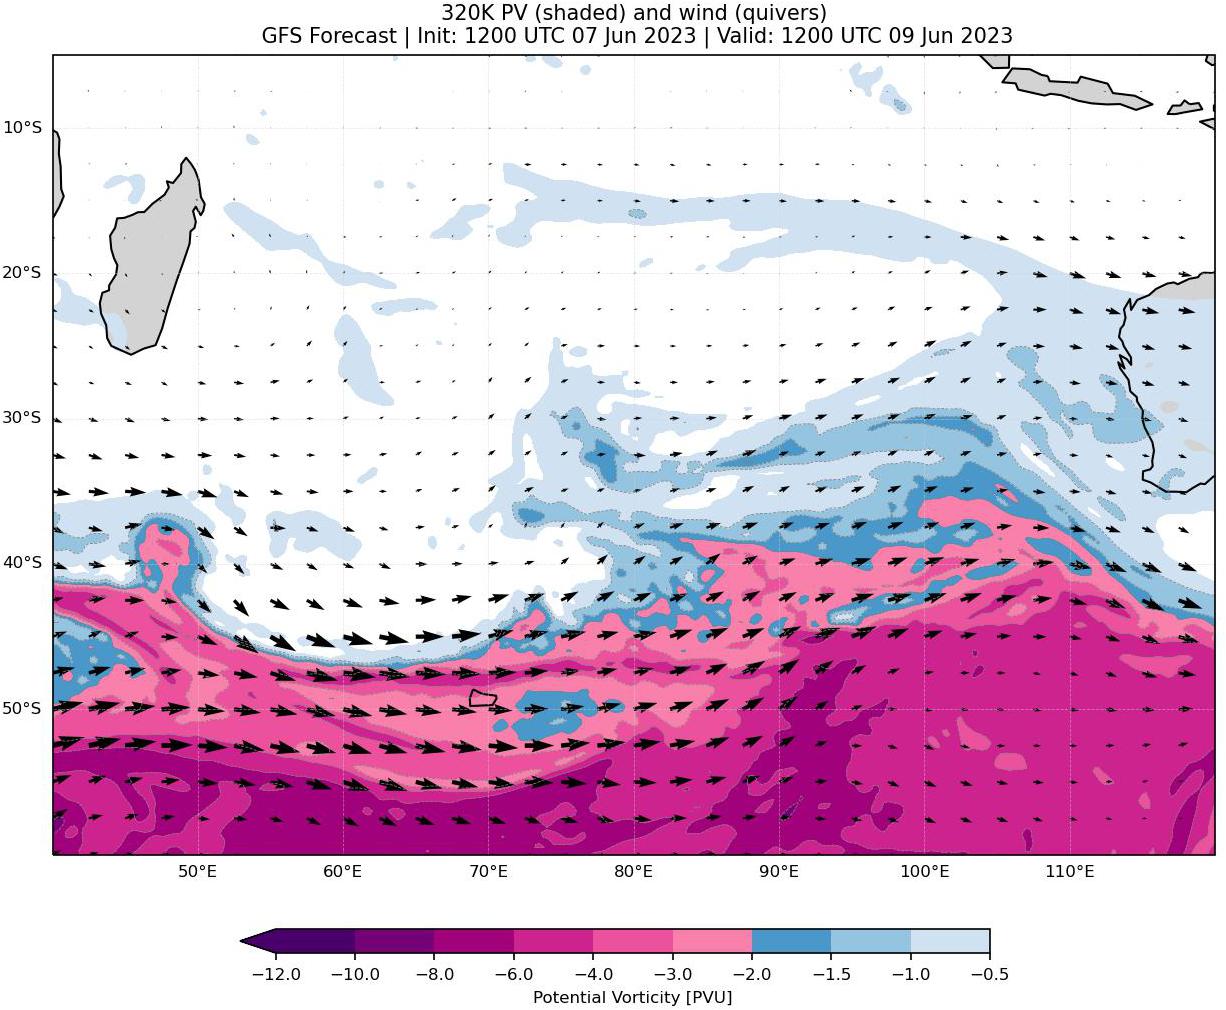 320K PV (shaded) and wind (quivers)
GFS Forecast | Init: 1200 UTC 07 Jun 2023 | Valid: 1200 UTC 09 Jun 2023
10°S
20°S
30°S
40°S
50°S
50°E 60°E 70°E 80°E 90°E 100°E 110°E
−12.0 −10.0 −8.0 −6.0 −4.0 −3.0 −2.0 −1.5 −1.0 −0.5
Potential Vorticity [PVU]